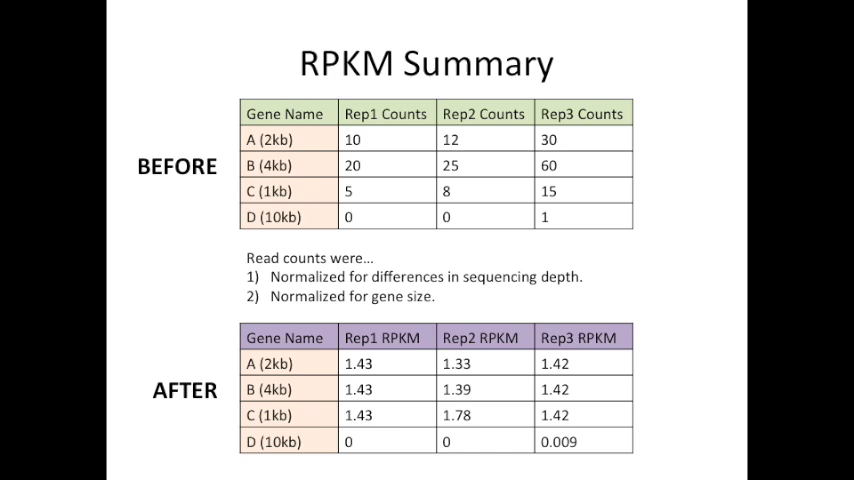 RPKM Summary
Gene Name Rep1 Counts Rep2 Counts Rep3 Counts
A (2kb) 10 12 30
BEFORE
B (4kb) 20 25 60
C (1kb) 5 8 15
D (10kb) 0 0 1
Read counts were...
1) Normalized for differences in sequencing depth.
2) Normalized for gene size.
Gene Name Rep1 RPKM Rep2 RPKM Rep3 RPKM
A (2kb) 1.43 1.33 1.42
AFTER
B (4kb) 1.43 1.39 1.42
C (1kb) 1.43 1.78 1.42
D (10kb) 0 0 0.009